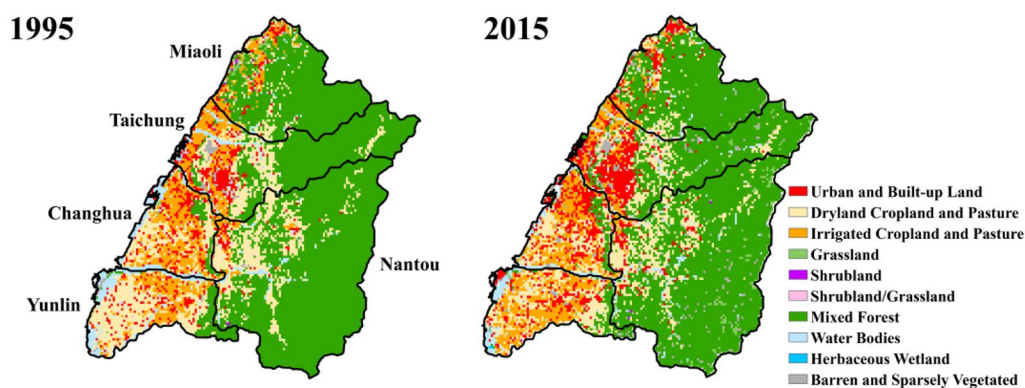 1995
2015
Miaoli
Taichung
Changhua
Nantou
Yunlin
Urban and Built-up Land
Dryland Cropland and Pasture
Irrigated Cropland and Pasture
Grassland
Shrubland
Shrubland/Grassland
Mixed Forest
Water Bodies
Herbaceous Wetland
Barren and Sparsely Vegetated